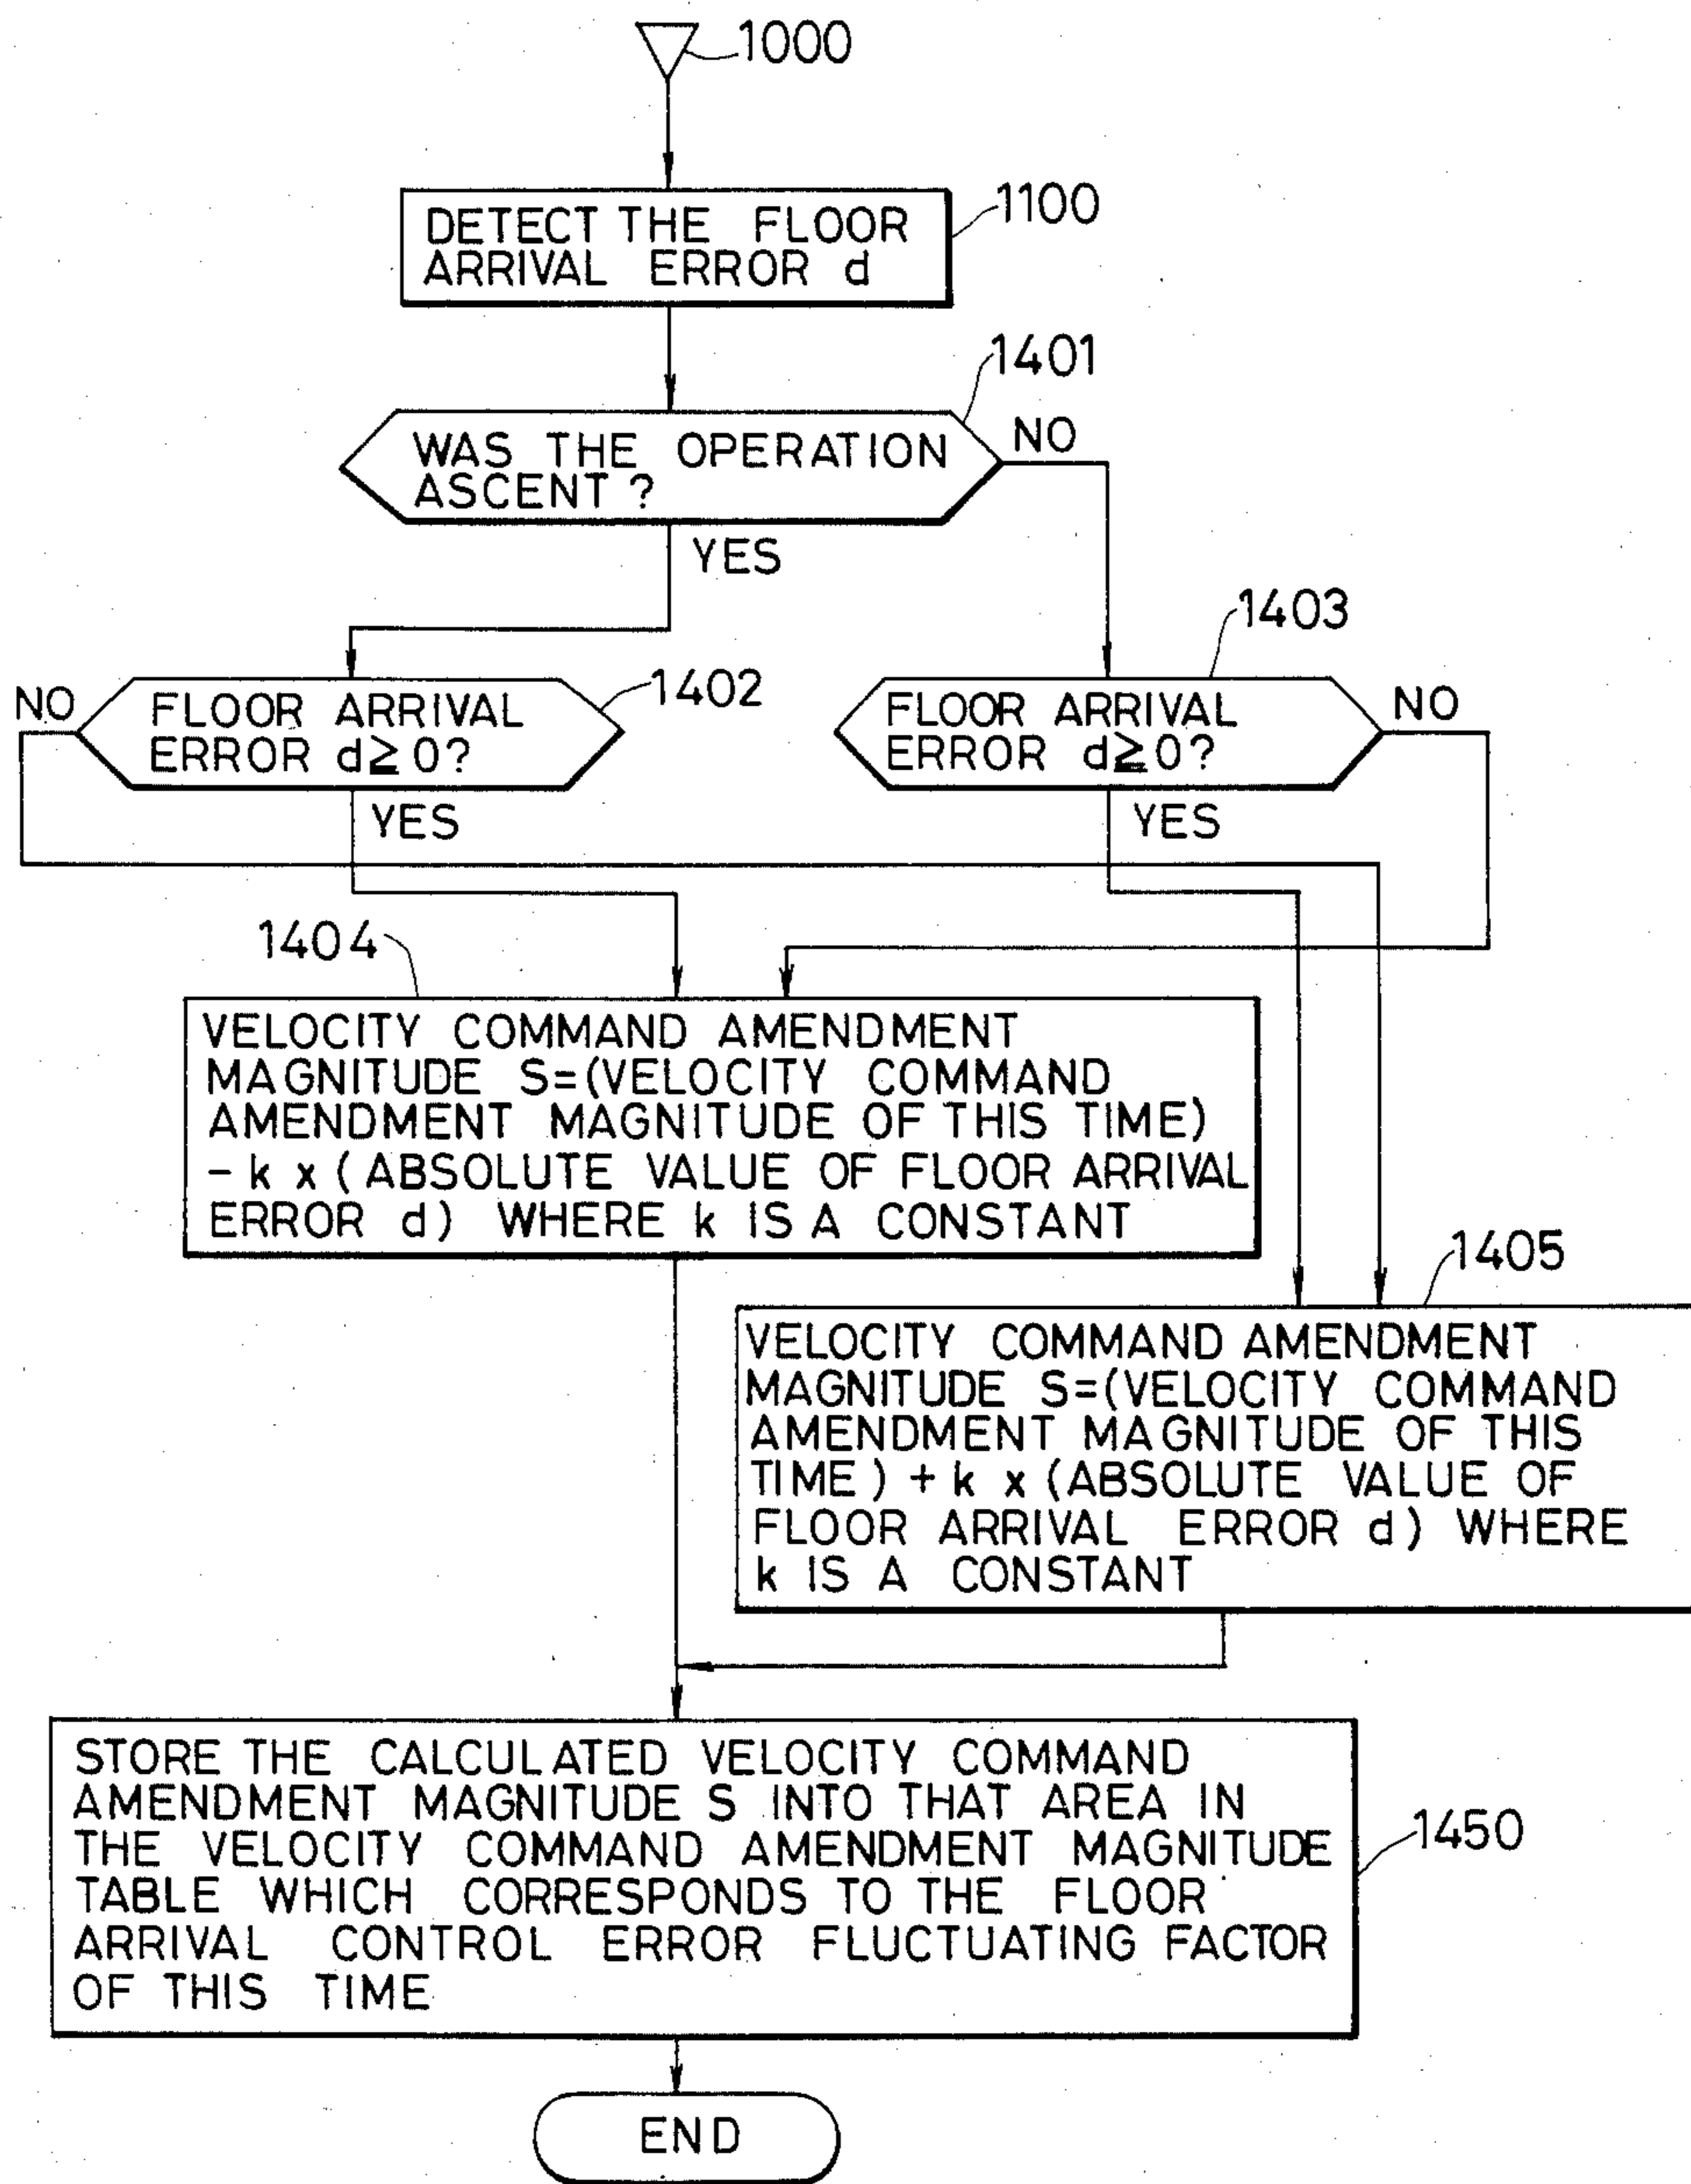 1000
1100
DETECT THE FLOOR
ARRIVAL ERROR d
1401
WAS THE OPERATION
ASCENT ?
NO
YES
1403
1402
NO
FLOOR ARRIVAL
ERROR d≧0?
YES
FLOOR ARRIVAL
ERROR d≧0?
NO
YES
1404
VELOCITY COMMAND AMENDMENT
MAGNITUDE S=(VELOCITY COMMAND
AMENDMENT MAGNITUDE OF THIS TIME)
- k x (ABSOLUTE VALUE OF FLOOR ARRIVAL
ERROR d) WHERE k IS A CONSTANT
1405
VELOCITY COMMAND AMENDMENT
MAGNITUDE S=(VELOCITY COMMAND
AMENDMENT MAGNITUDE OF THIS
TIME) + k x (ABSOLUTE VALUE OF
FLOOR ARRIVAL ERROR d) WHERE
k IS A CONSTANT
STORE THE CALCULATED VELOCITY COMMAND
AMENDMENT MAGNITUDE S INTO THAT AREA IN
THE VELOCITY COMMAND AMENDMENT MAGNITUDE
TABLE WHICH CORRESPONDS TO THE FLOOR
ARRIVAL CONTROL ERROR FLUCTUATING FACTOR
OF THIS TIME
1450
END